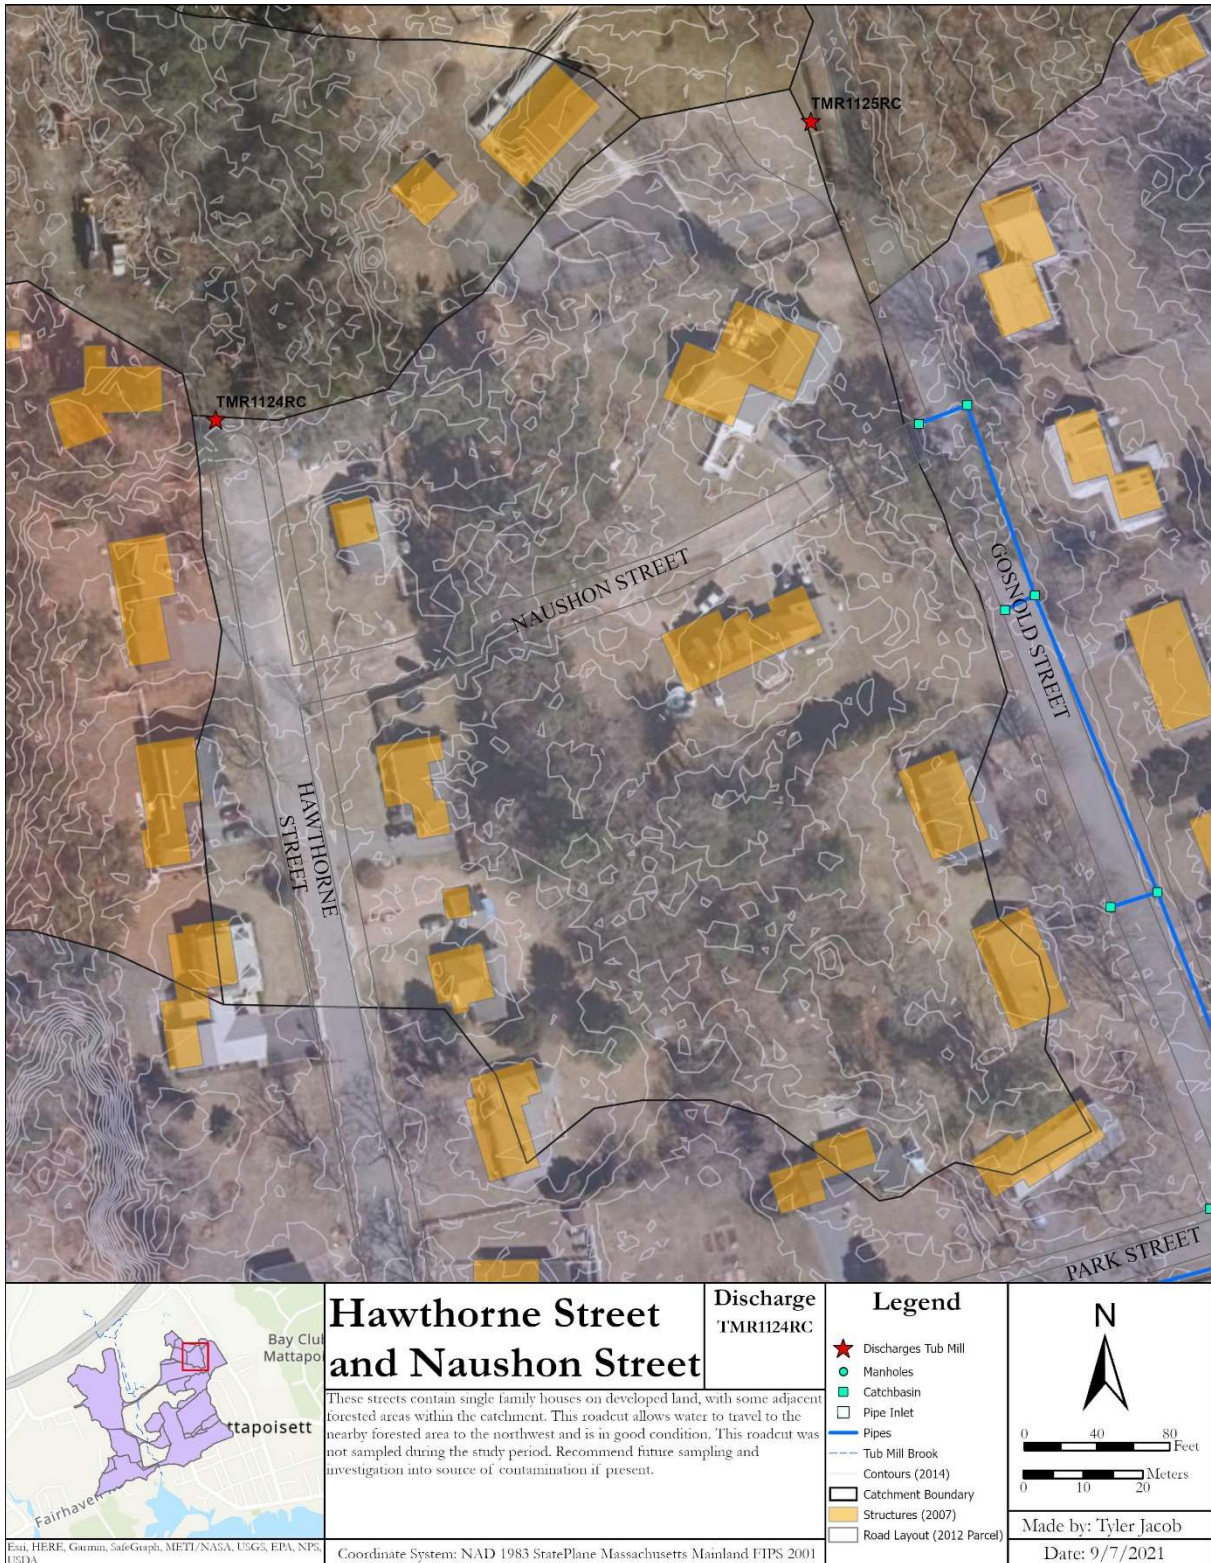 TMR1125RC
TMR1124RC
NAUSHON STREET
GOSNOLD STREET
HAWTHORNE
STREET
PARK STREET
Bay Club
Mattapoi
ttapoisett
Fairhaven
Esri, HERE, Garmin, SafeGraph, METI/NASA, USGS, EPA, NPS,
USDA
Hawthorne Street
and Naushon Street
Discharge
TMR1124RC
These streets contain single family houses on developed land, with some adjacent
forested areas within the catchment. This roadcut allows water to travel to the
nearby forested area to the northwest and is in good condition. This roadcut was
not sampled during the study period. Recommend future sampling and
investigation into source of contamination if present.
Coordinate System: NAD 1983 StatePlane Massachusetts Mainland FIPS 2001
Legend
Discharges Tub Mill
Manholes
Catchbasin
Pipe Inlet
Pipes
Tub Mill Brook
Contours (2014)
Catchment Boundary
Structures (2007)
Road Layout (2012 Parcel)
N
0 40 80
Feet
Meters
0 10 20
Made by: Tyler Jacob
Date: 9/7/2021